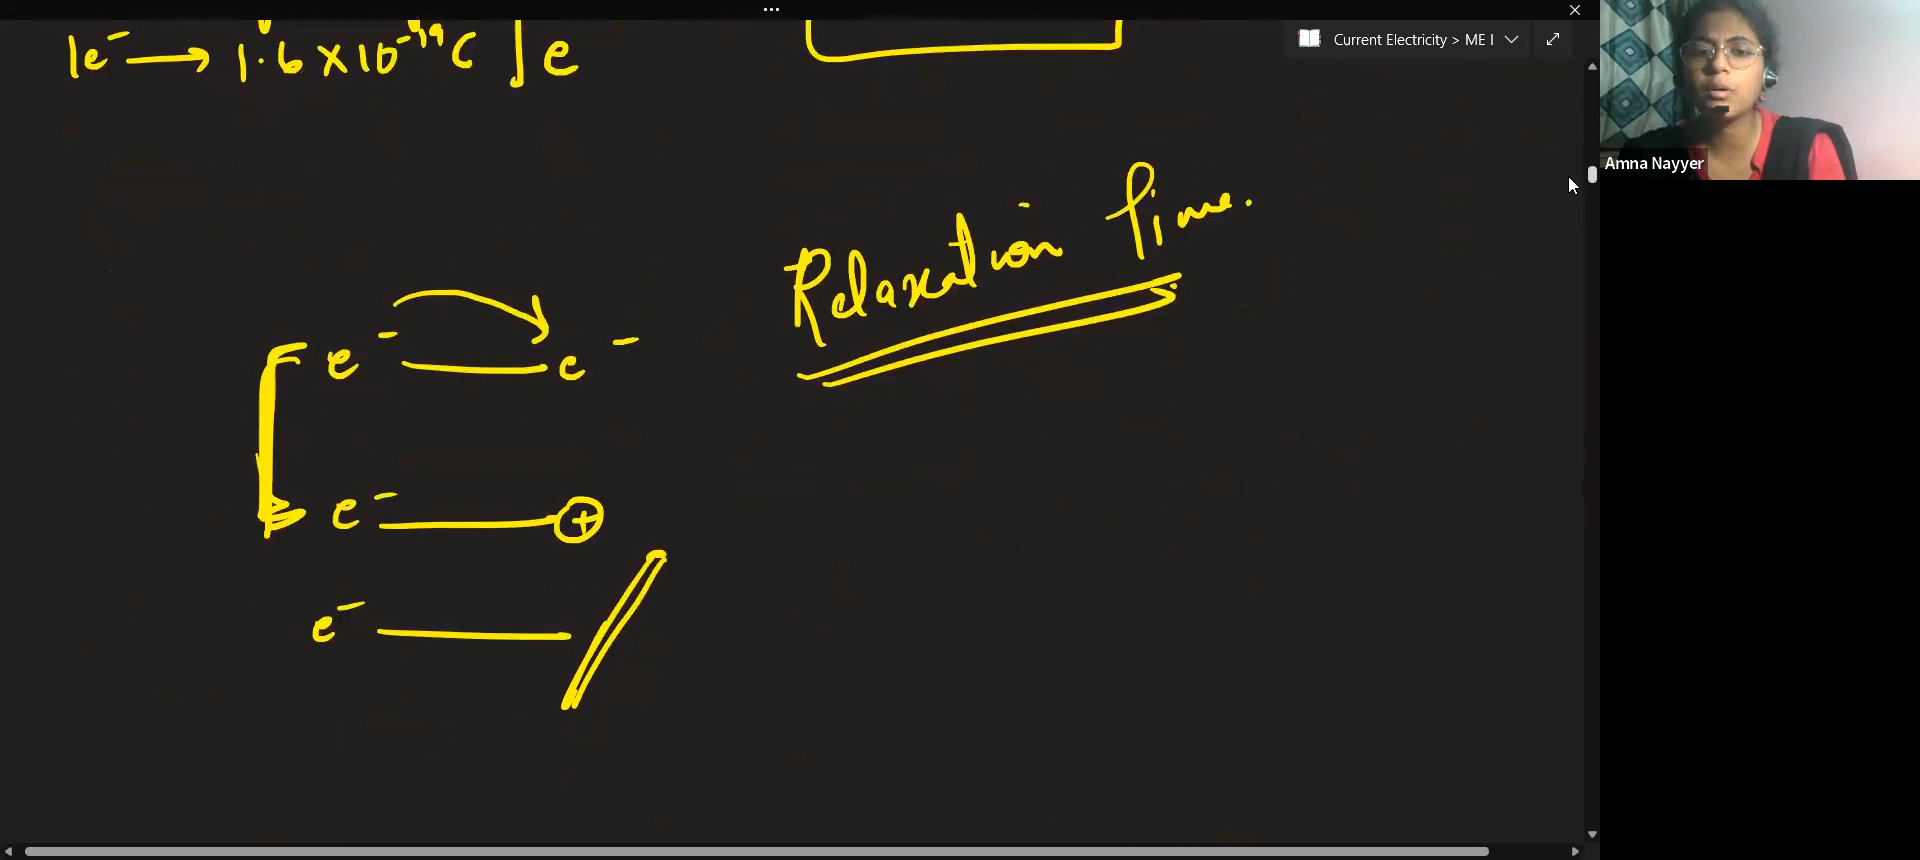 Current Electricity > ME I
1e⁻ → 1.6 × 10⁻¹⁹ C ] e
Amna Nayyer
Relaxation Time.
e⁻ e⁻
e⁻ +
e⁻